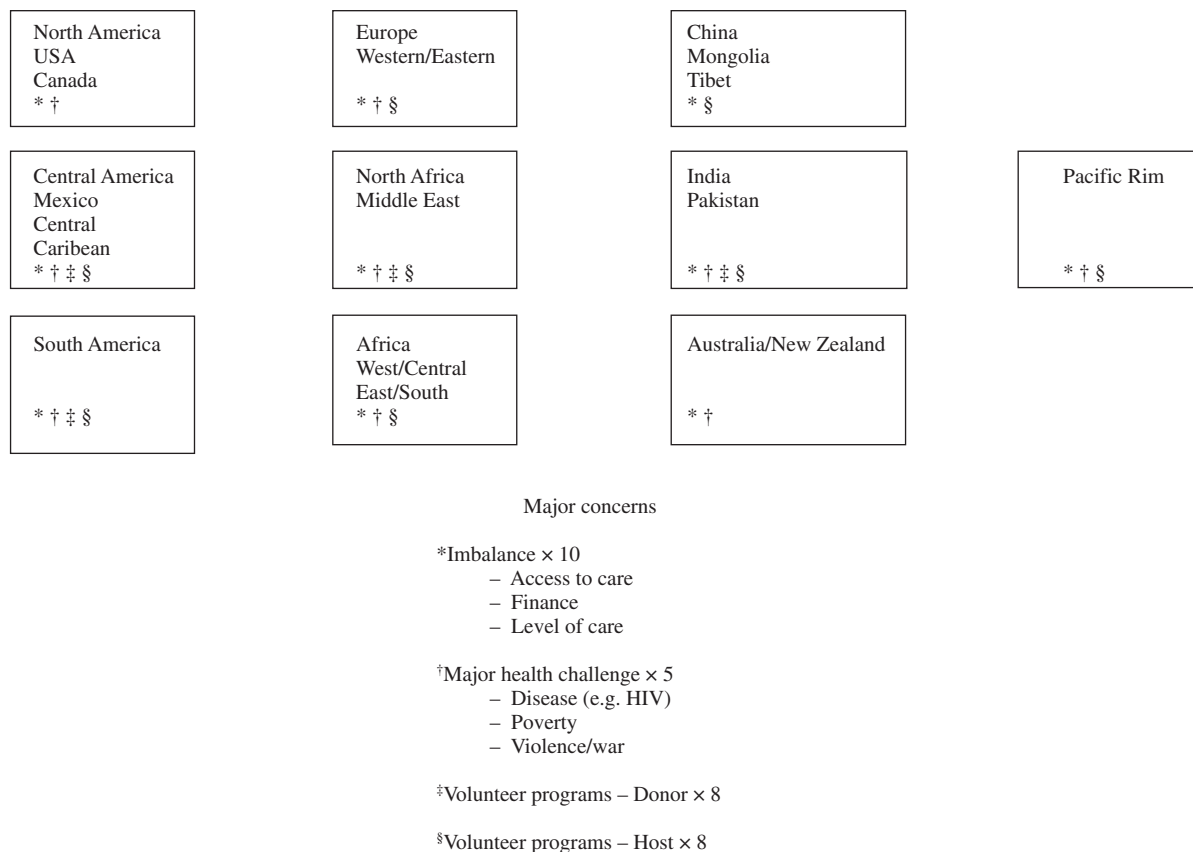 North America
USA
Canada
* †
Europe
Western/Eastern
* † §
China
Mongolia
Tibet
* §
Central America
Mexico
Central
Caribean
* † ‡ §
North Africa
Middle East
* † ‡ §
India
Pakistan
* † ‡ §
Pacific Rim
* † §
South America
* † ‡ §
Africa
West/Central
East/South
* † §
Australia/New Zealand
* †
Major concerns
*Imbalance × 10
– Access to care
– Finance
– Level of care
†Major health challenge × 5
– Disease (e.g. HIV)
– Poverty
– Violence/war
‡Volunteer programs – Donor × 8
§Volunteer programs – Host × 8